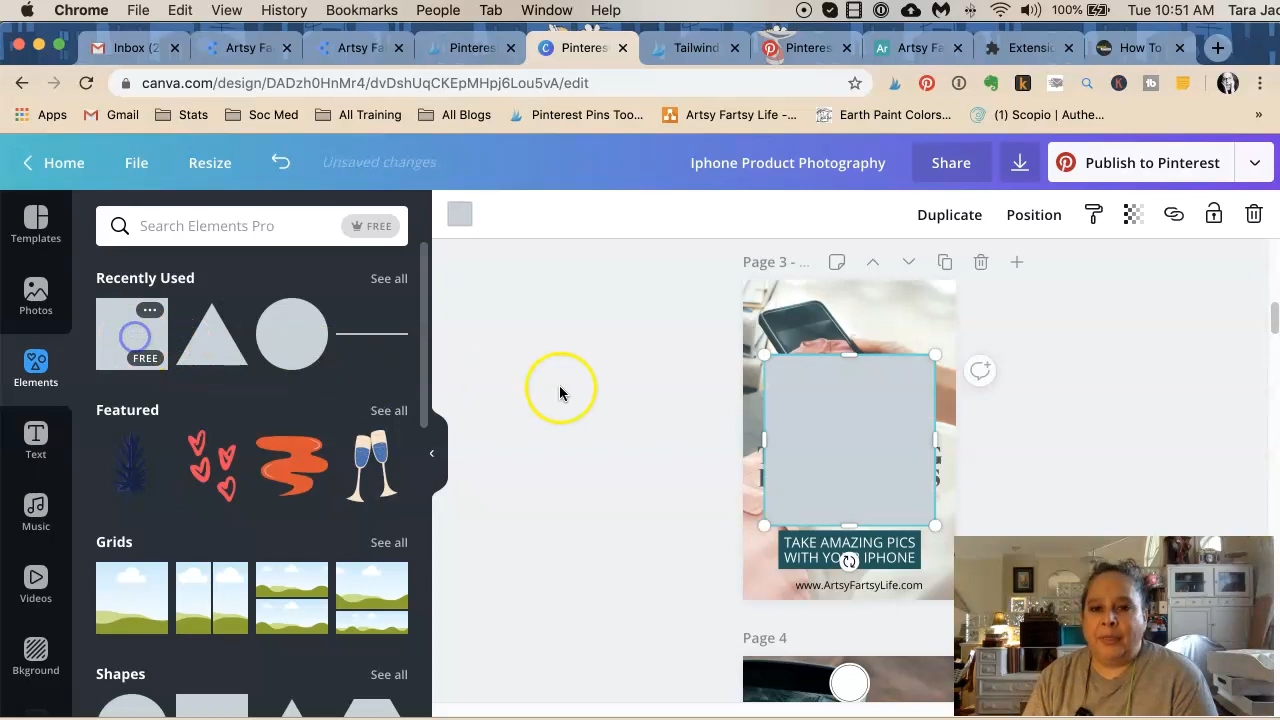 Chrome File Edit View History Bookmarks People Tab Window Help 100% Tue 10:51 AM Tara Jac
Inbox (2 Artsy Fa Artsy Fa Pinteres Pinteres Tailwind Pinteres Artsy Fa Extensio How To
canva.com/design/DADzh0HnMr4/dvDshUqCKEpMHpj6Lou5vA/edit
Apps Gmail Stats Soc Med All Training All Blogs Pinterest Pins Too... Artsy Fartsy Life -... Earth Paint Colors... (1) Scopio | Authe... »
Home File Resize Unsaved changes Iphone Product Photography Share Publish to Pinterest
Templates
Photos
Elements
Text
Music
Videos
Bkground
Search Elements Pro FREE
Recently Used See all
FREE
Featured See all
Grids See all
Shapes See all
Duplicate Position
Page 3 - ...
TAKE AMAZING PICS
WITH YOUR IPHONE
www.ArtsyFartsyLife.com
Page 4